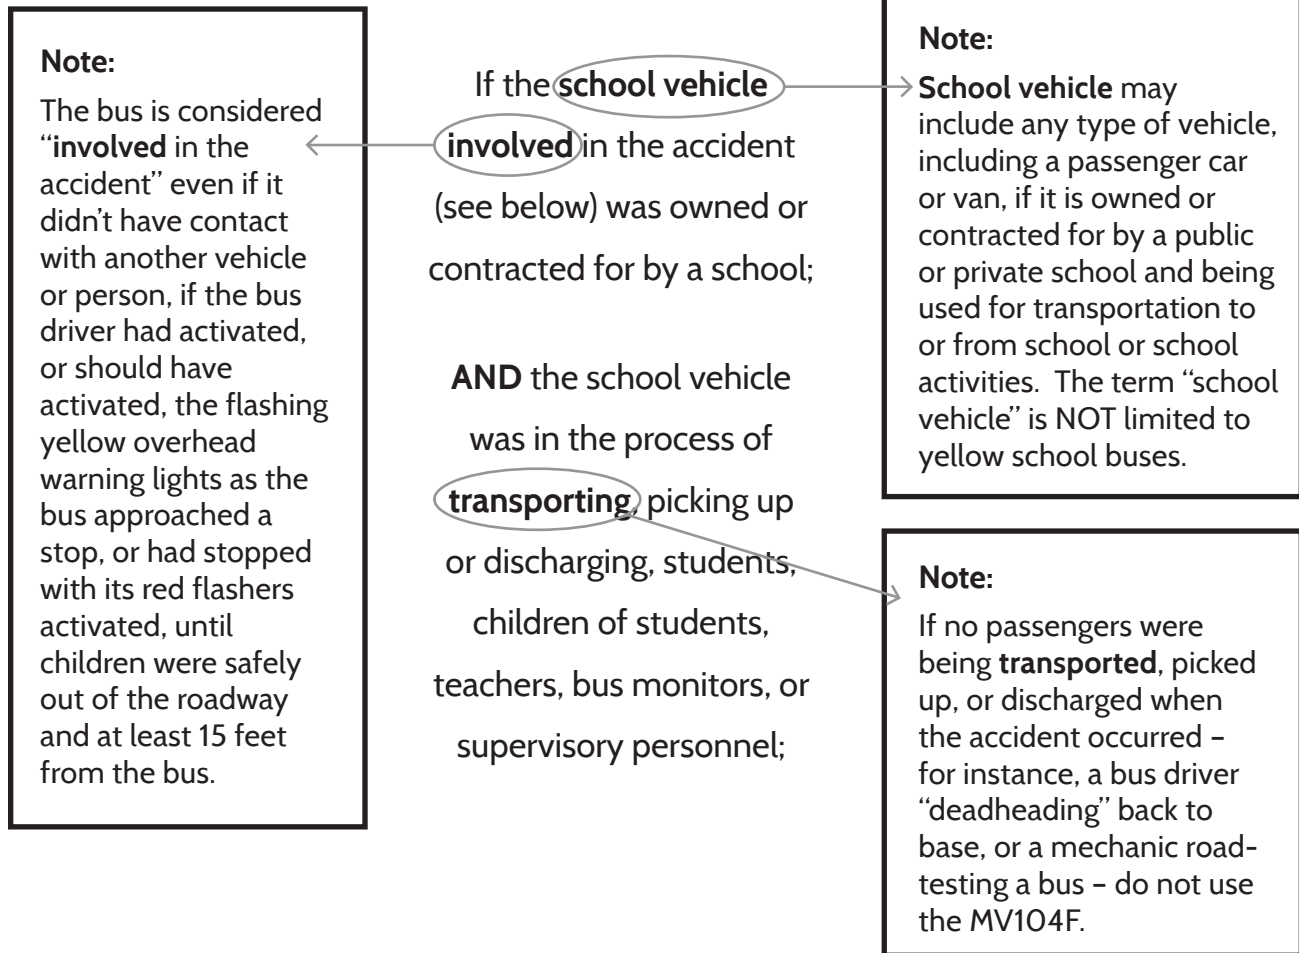 Note:
The bus is considered
“involved in the
accident” even if it
didn’t have contact
with another vehicle
or person, if the bus
driver had activated,
or should have
activated, the flashing
yellow overhead
warning lights as the
bus approached a
stop, or had stopped
with its red flashers
activated, until
children were safely
out of the roadway
and at least 15 feet
from the bus.
If the school vehicle
involved in the accident
(see below) was owned or
contracted for by a school;
AND the school vehicle
was in the process of
transporting, picking up
or discharging, students,
children of students,
teachers, bus monitors, or
supervisory personnel;
Note:
School vehicle may
include any type of vehicle,
including a passenger car
or van, if it is owned or
contracted for by a public
or private school and being
used for transportation to
or from school or school
activities. The term “school
vehicle” is NOT limited to
yellow school buses.
Note:
If no passengers were
being transported, picked
up, or discharged when
the accident occurred –
for instance, a bus driver
“deadheading” back to
base, or a mechanic road-
testing a bus – do not use
the MV104F.